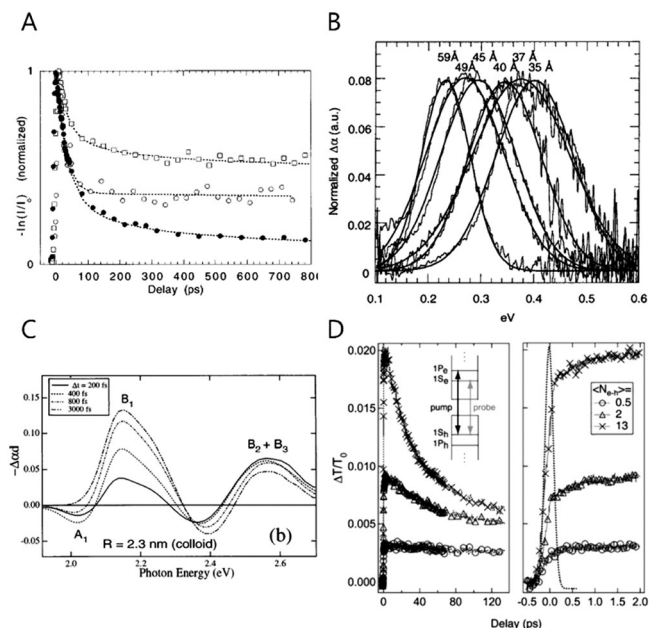 A
-ln (I/I₀) (normalized)
1
0
0 100 200 300 400 500 600 700 800
Delay (ps)
B
Normalized Δα (a.u.)
59Å 45 Å 37 Å
49Å 40 Å 35 Å
0.08
0.06
0.04
0.02
0
0.1 0.2 0.3 0.4 0.5 0.6
eV
C
-Δαd
Δt = 200 fs
400 fs
800 fs
3000 fs
B₁
B₂ + B₃
0.15
0.10
0.05
0.00
-0.05
A₁
R = 2.3 nm (colloid)
(b)
2.0 2.2 2.4 2.6
Photon Energy (eV)
D
ΔT/T₀
0.020
0.015
0.010
0.005
0.000
1Pₑ
1Sₑ
pump probe
1Sₕ
1Pₕ
<Nₑ₋ₕ>=
0.5
2
13
0 40 80 120
-0.5 0.0 0.5 1.0 1.5 2.0
Delay (ps)